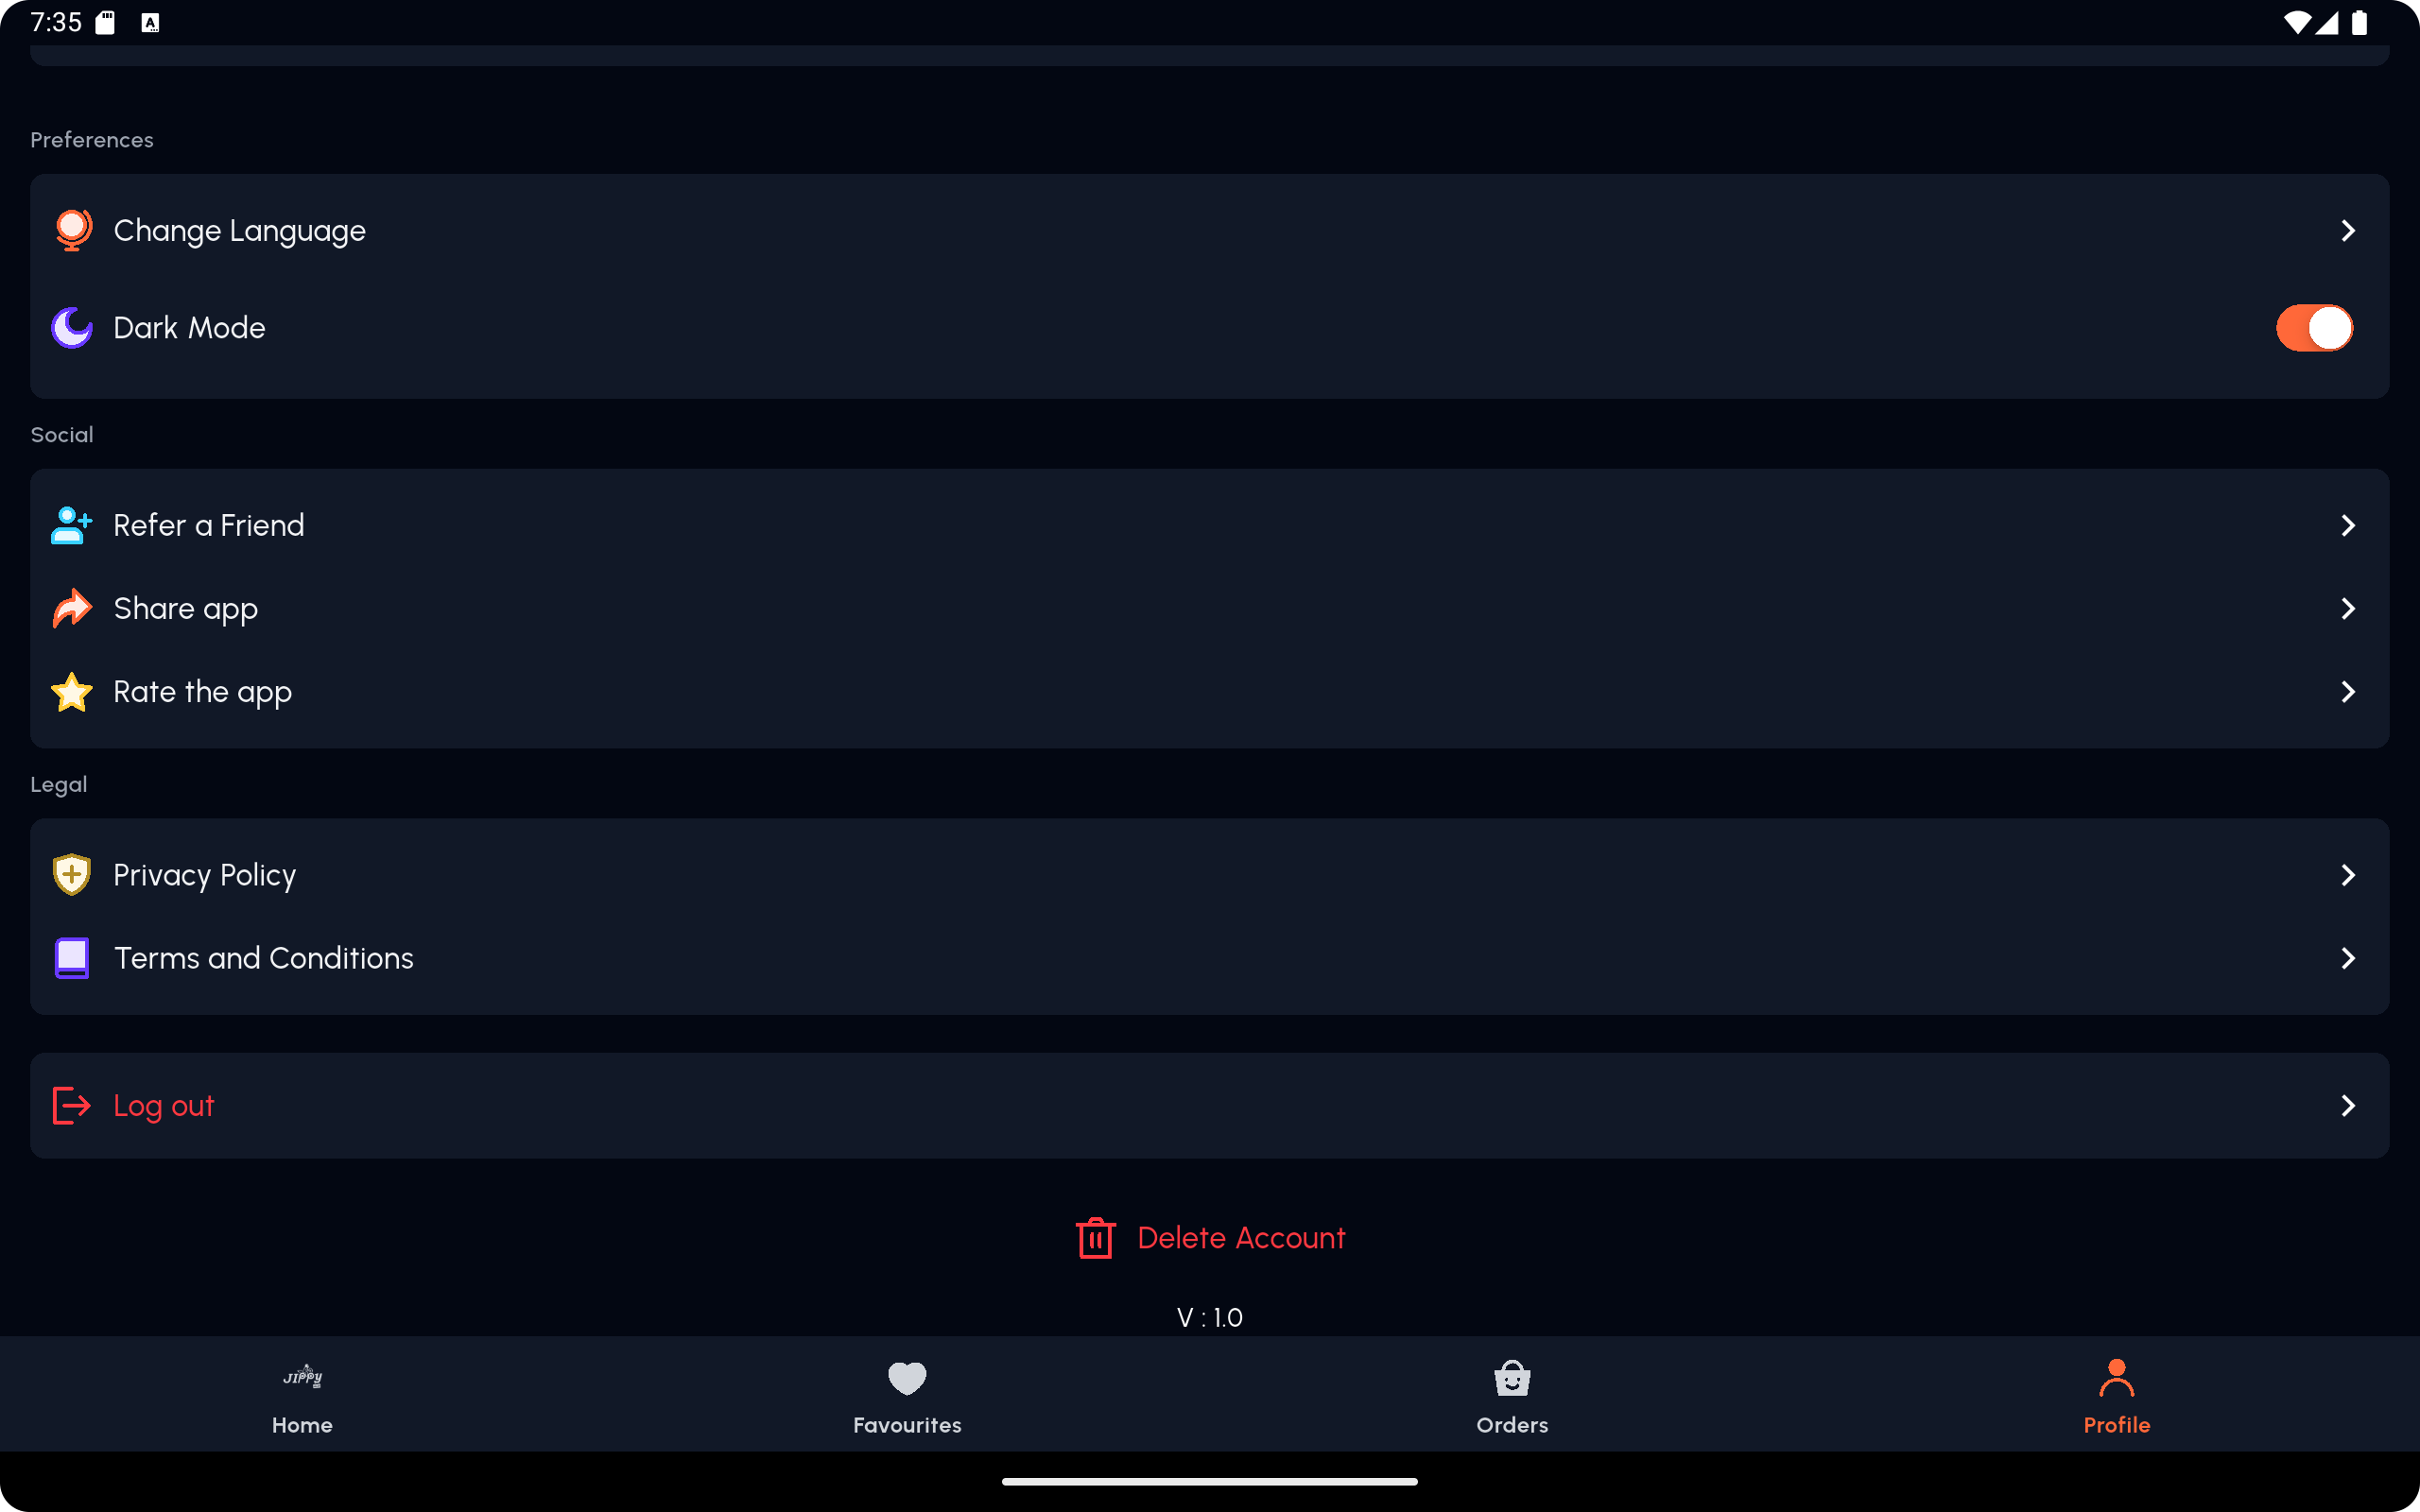 7:35
Preferences
Change Language
Dark Mode
Social
Refer a Friend
Share app
Rate the app
Legal
Privacy Policy
Terms and Conditions
Log out
Delete Account
V : 1.0
JIPPY
Home
Favourites
Orders
Profile